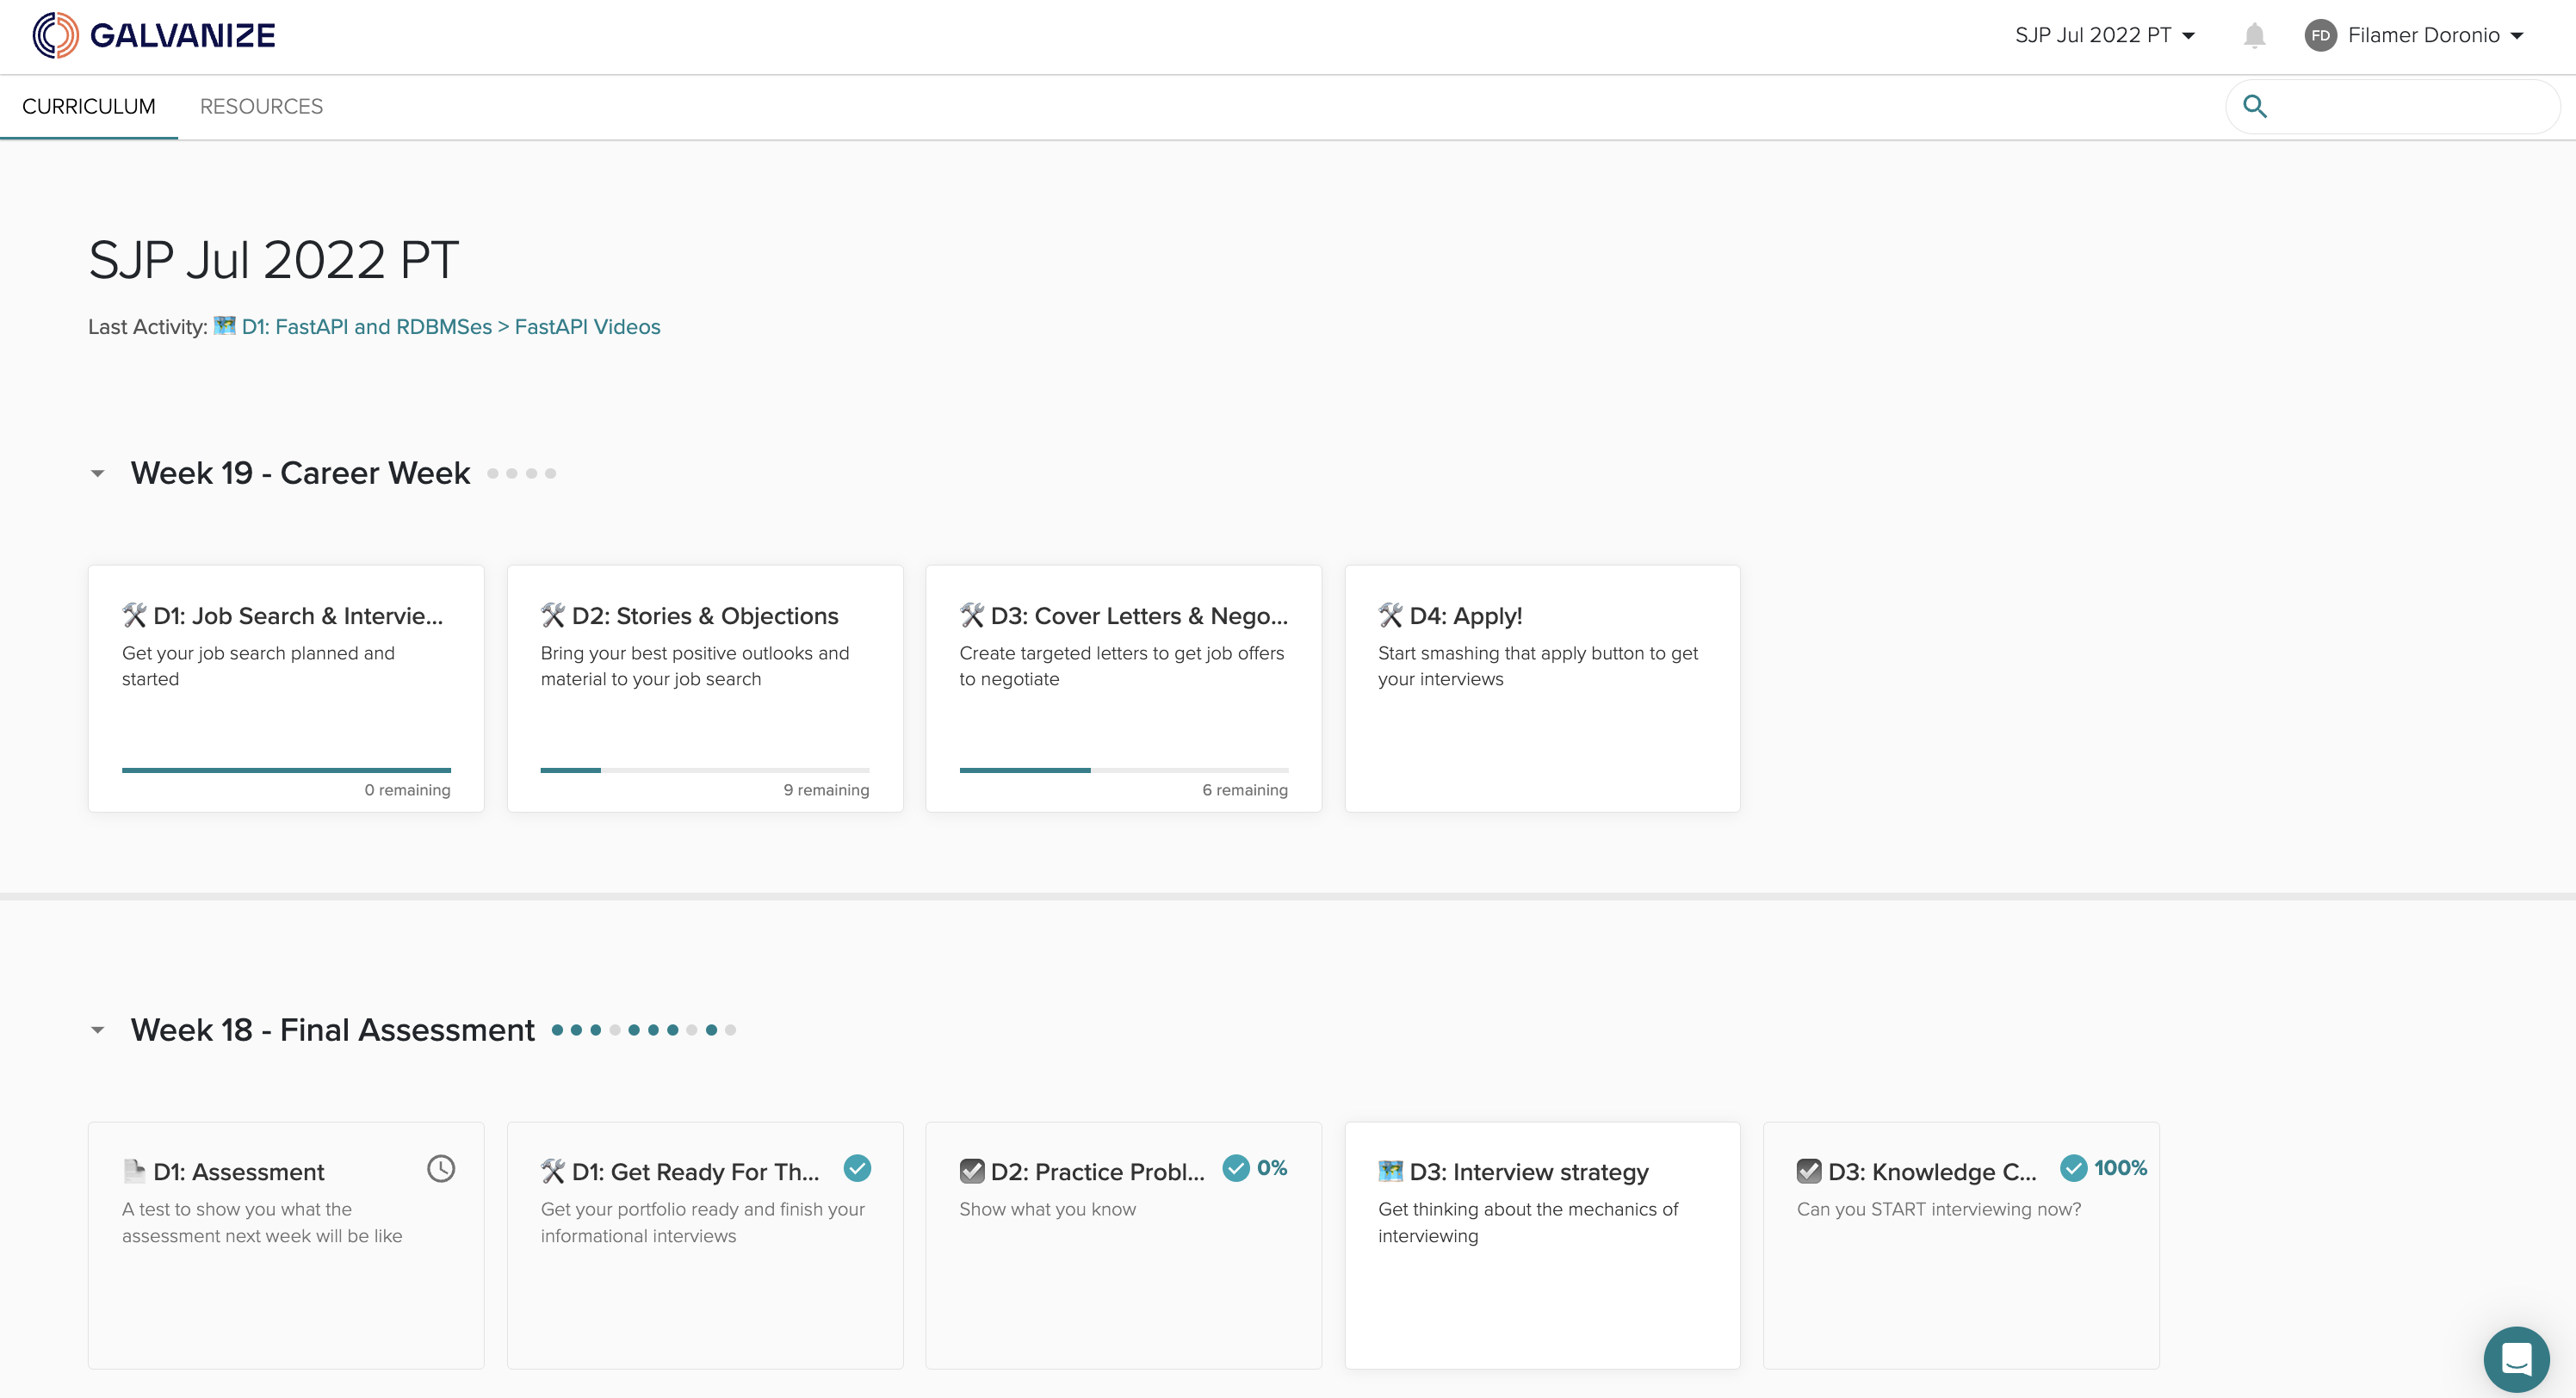 GALVANIZE
SJP Jul 2022 PT
FD
Filamer Doronio
CURRICULUM
RESOURCES
SJP Jul 2022 PT
Last Activity: D1: FastAPI and RDBMSes > FastAPI Videos
Week 19 - Career Week
D1: Job Search & Intervie...
Get your job search planned and
started
0 remaining
D2: Stories & Objections
Bring your best positive outlooks and
material to your job search
9 remaining
D3: Cover Letters & Nego...
Create targeted letters to get job offers
to negotiate
6 remaining
D4: Apply!
Start smashing that apply button to get
your interviews
Week 18 - Final Assessment
D1: Assessment
A test to show you what the
assessment next week will be like
D1: Get Ready For Th...
Get your portfolio ready and finish your
informational interviews
D2: Practice Probl...
0%
Show what you know
D3: Interview strategy
Get thinking about the mechanics of
interviewing
D3: Knowledge C...
100%
Can you START interviewing now?